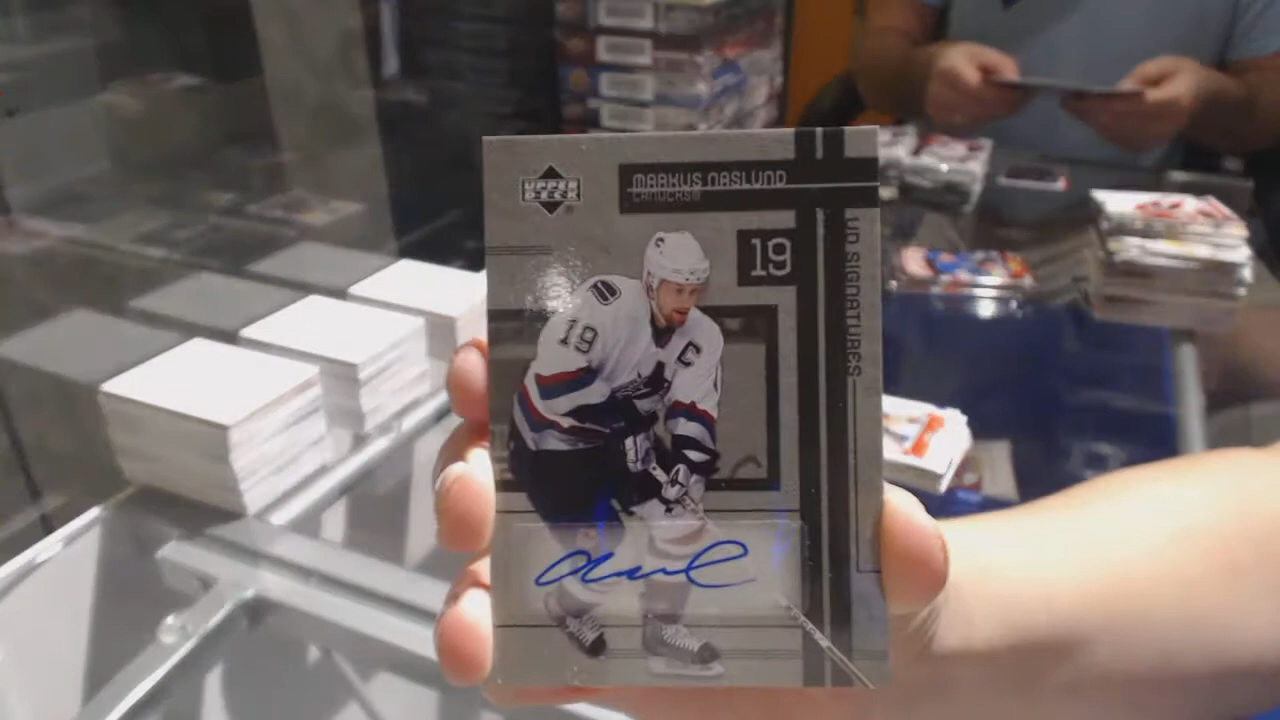 UPPER DECK
MARKUS NASLUND
CANUCKS
19
UD SIGNATURES
19
C